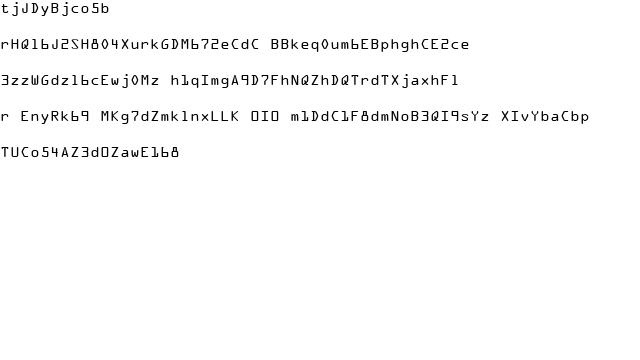 tjJDyBjco5b
rHQ16J2SH804XurkGDM672eCdC BBkeq0um6EBphghCE2ce
3zzWGdz16cEwj0Mz h1qImgA9D7FhNQZhDQTrdTXjaxhF1
r EnyRk69 MKg7dZmk1nxLLK OIO m1DdC1F8dmNoB3QI9sYz XIvYbaCbp
TUCo54AZ3dOZawE168